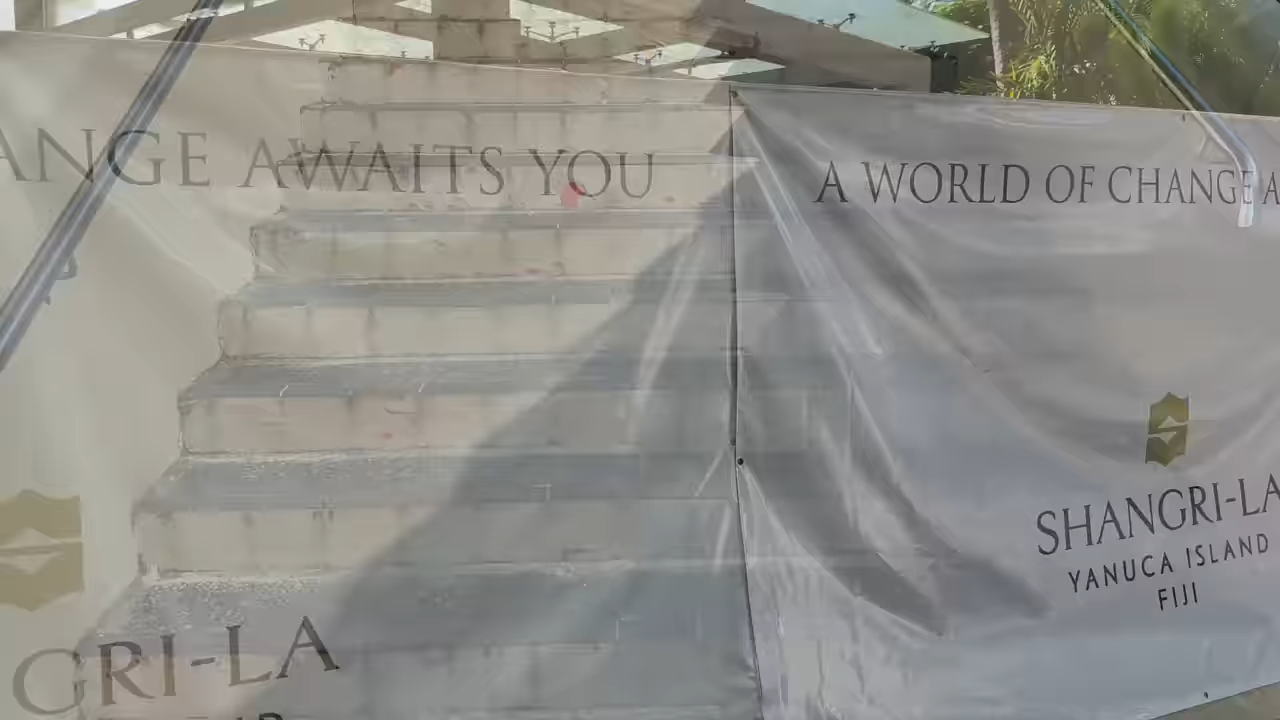 ANGE AWAITS YOU
A WORLD OF CHANGE A
SHANGRI-LA
YANUCA ISLAND
FIJI
GRI-LA